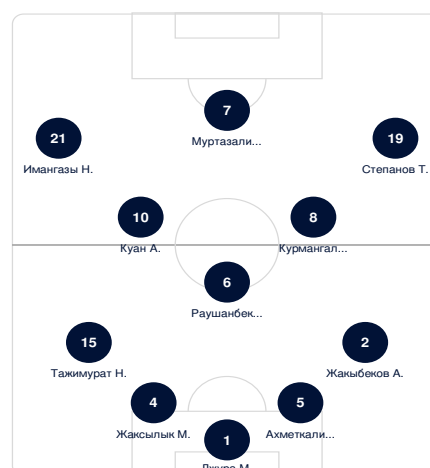 7
Муртазали...
21
Имангазы Н.
19
Степанов Т.
10
Куан А.
8
Курмангал...
6
Раушанбек...
15
Тажимурат Н.
2
Жакыбеков А.
4
Жаксылык М.
5
Ахметкали...
1